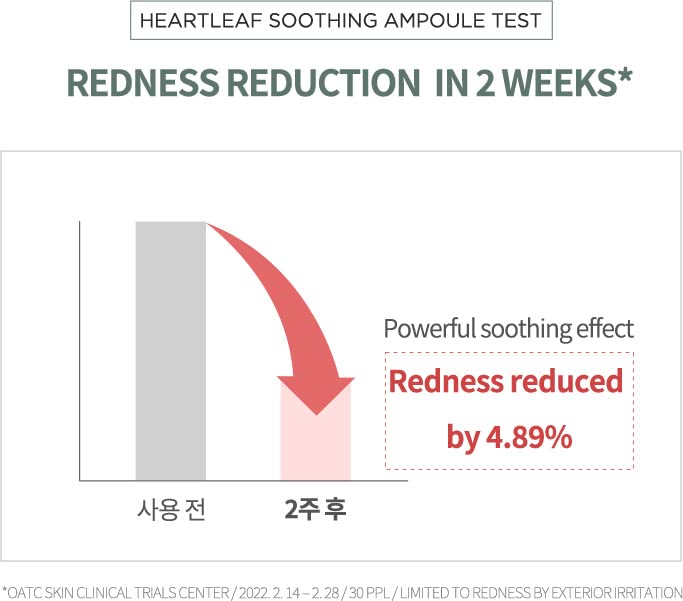 HEARTLEAF SOOTHING AMPOULE TEST
REDNESS REDUCTION IN 2 WEEKS*
Powerful soothing effect
Redness reduced
by 4.89%
사용 전
2주 후
*OATC SKIN CLINICAL TRIALS CENTER / 2022. 2. 14 – 2. 28 / 30 PPL / LIMITED TO REDNESS BY EXTERIOR IRRITATION